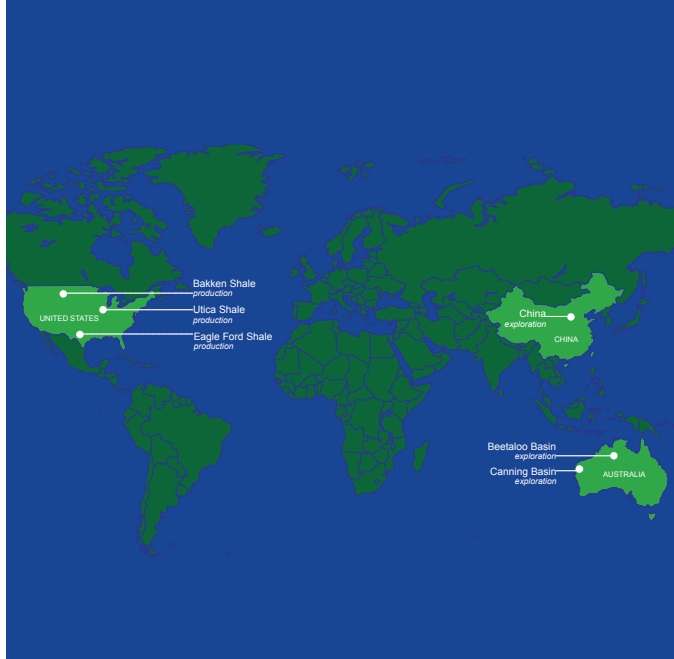 Bakken Shale
production
Utica Shale
production
UNITED STATES
Eagle Ford Shale
production
China
exploration
CHINA
Beetaloo Basin
exploration
Canning Basin
exploration
AUSTRALIA